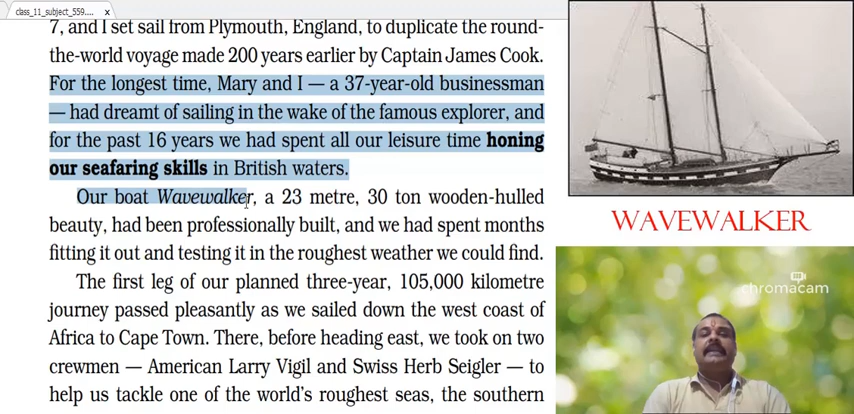 class_11_subject_559....
7, and I set sail from Plymouth, England, to duplicate the round-
the-world voyage made 200 years earlier by Captain James Cook.
For the longest time, Mary and I — a 37-year-old businessman
— had dreamt of sailing in the wake of the famous explorer, and
for the past 16 years we had spent all our leisure time honing
our seafaring skills in British waters.
Our boat Wavewalker, a 23 metre, 30 ton wooden-hulled
beauty, had been professionally built, and we had spent months
fitting it out and testing it in the roughest weather we could find.
The first leg of our planned three-year, 105,000 kilometre
journey passed pleasantly as we sailed down the west coast of
Africa to Cape Town. There, before heading east, we took on two
crewmen — American Larry Vigil and Swiss Herb Seigler — to
help us tackle one of the world's roughest seas, the southern
WAVEWALKER
chromacam